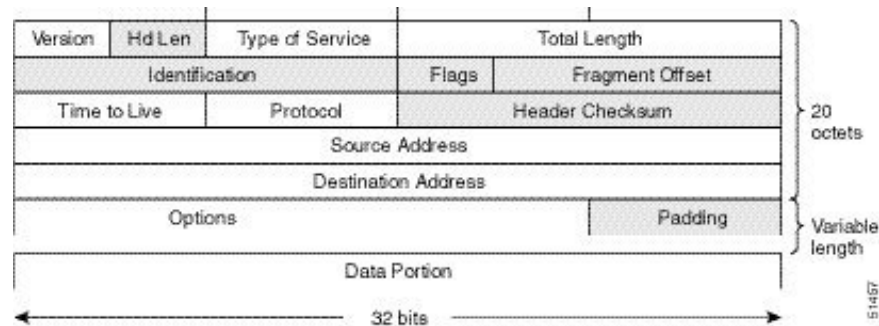 Version Hd Len Type of Service Total Length
Identification Flags Fragment Offset
Time to Live Protocol Header Checksum
20 octets
Source Address
Destination Address
Options Padding
Variable length
Data Portion
32 bits
51457